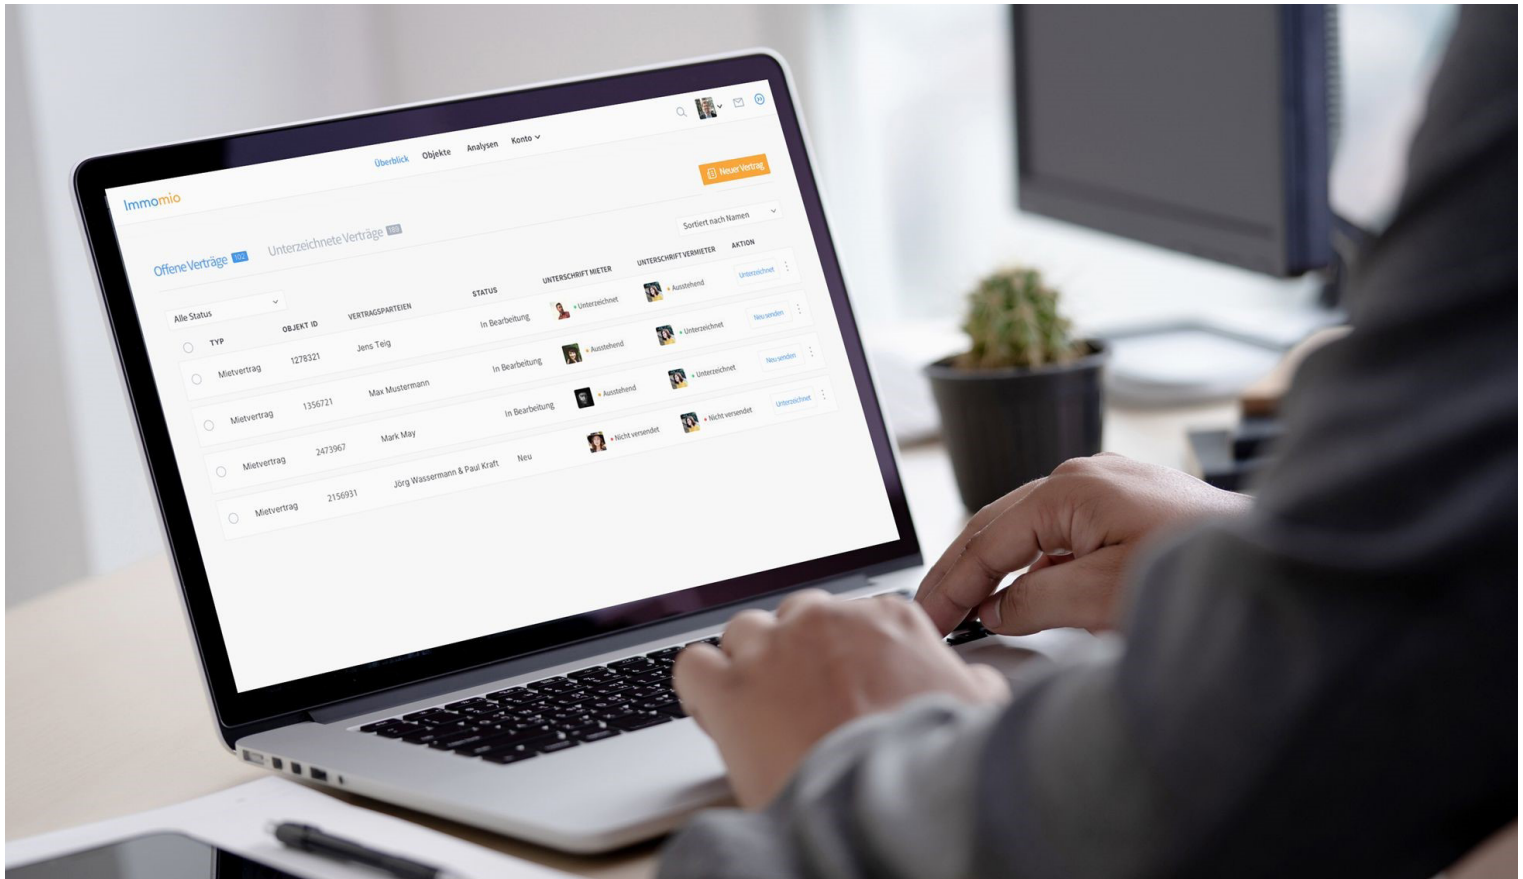 Immomio
Überblick Objekte Analysen Konto
Neuer Vertrag
Offene Verträge 102 Unterzeichnete Verträge
Sortiert nach Namen
Alle Status
TYP OBJEKT ID VERTRAGSPARTEIEN STATUS UNTERSCHRIFT MIETER UNTERSCHRIFT VERMIETER AKTION
Mietvertrag 1278321 Jens Teig In Bearbeitung Unterzeichnet Ausstehend Unterzeichnet
Mietvertrag 1356721 Max Mustermann In Bearbeitung Ausstehend Unterzeichnet Neu senden
Mietvertrag 2473967 Mark May In Bearbeitung Ausstehend Unterzeichnet Neu senden
Mietvertrag 2156931 Jörg Wassermann & Paul Kraft Neu Nicht versendet Nicht versendet Unterzeichnet